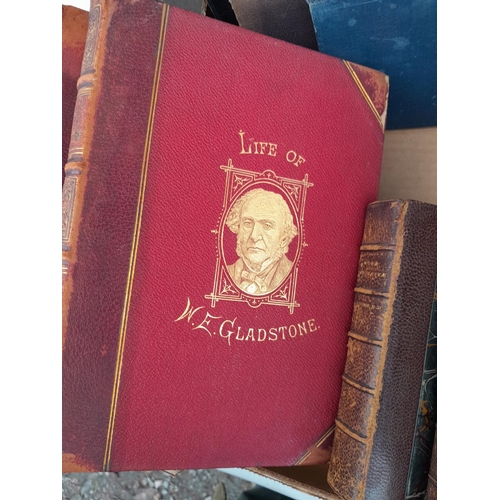 LIFE OF
W. E. GLADSTONE.